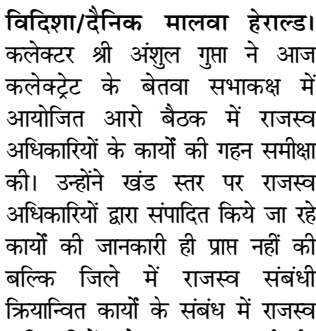 विदिशा/दैनिक मालवा हेराल्ड।
कलेक्टर श्री अंशुल गुप्ता ने आज
कलेक्ट्रेट के बेतवा सभाकक्ष में
आयोजित आरो बैठक में राजस्व
अधिकारियों के कार्यों की गहन समीक्षा
की। उन्होंने खंड स्तर पर राजस्व
अधिकारियों द्वारा संपादित किये जा रहे
कार्यों की जानकारी ही प्राप्त नहीं की
बल्कि जिले में राजस्व संबंधी
क्रियान्वित कार्यों के संबंध में राजस्व